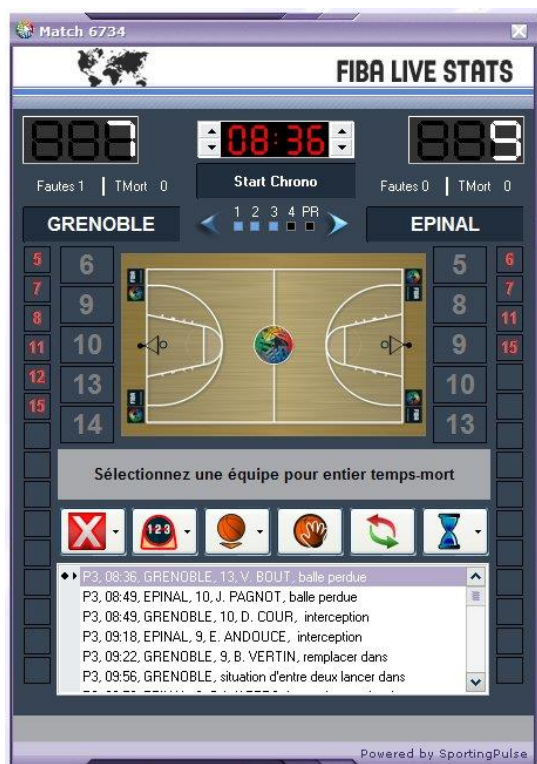 Match 6734
FIBA LIVE STATS
7
08:36
9
Fautes 1 | TMort 0
Start Chrono
Fautes 0 | TMort 0
GRENOBLE
1 2 3 4 PR
EPINAL
5
7
8
11
12
15
6
9
10
13
14
5
8
9
10
13
6
7
11
15
Sélectionnez une équipe pour entier temps-mort
1 2 3
P3, 08:36, GRENOBLE, 13, V. BOUT, balle perdue
P3, 08:49, EPINAL, 10, J. PAGNOT, balle perdue
P3, 08:49, GRENOBLE, 10, D. COUR, interception
P3, 09:18, EPINAL, 9, E. ANDOUCE, interception
P3, 09:22, GRENOBLE, 9, B. VERTIN, remplacer dans
P3, 09:56, GRENOBLE, situation d'entre deux lancer dans
Powered by SportingPulse